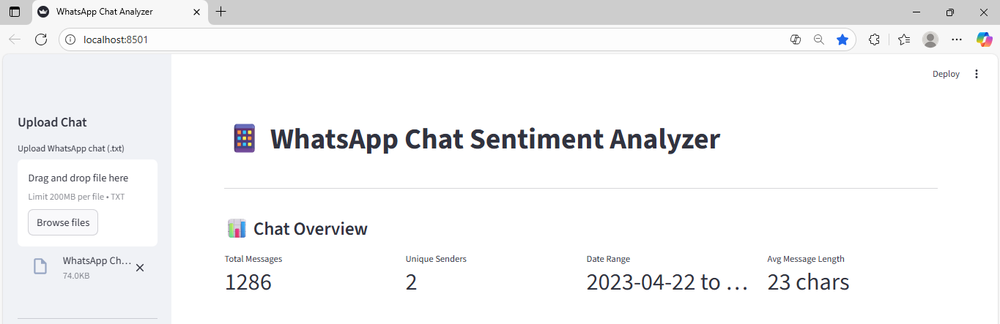 WhatsApp Chat Analyzer
localhost:8501
Deploy
Upload Chat
Upload WhatsApp chat (.txt)
Drag and drop file here
Limit 200MB per file • TXT
Browse files
WhatsApp Ch...
74.0KB
WhatsApp Chat Sentiment Analyzer
Chat Overview
Total Messages
1286
Unique Senders
2
Date Range
2023-04-22 to ...
Avg Message Length
23 chars